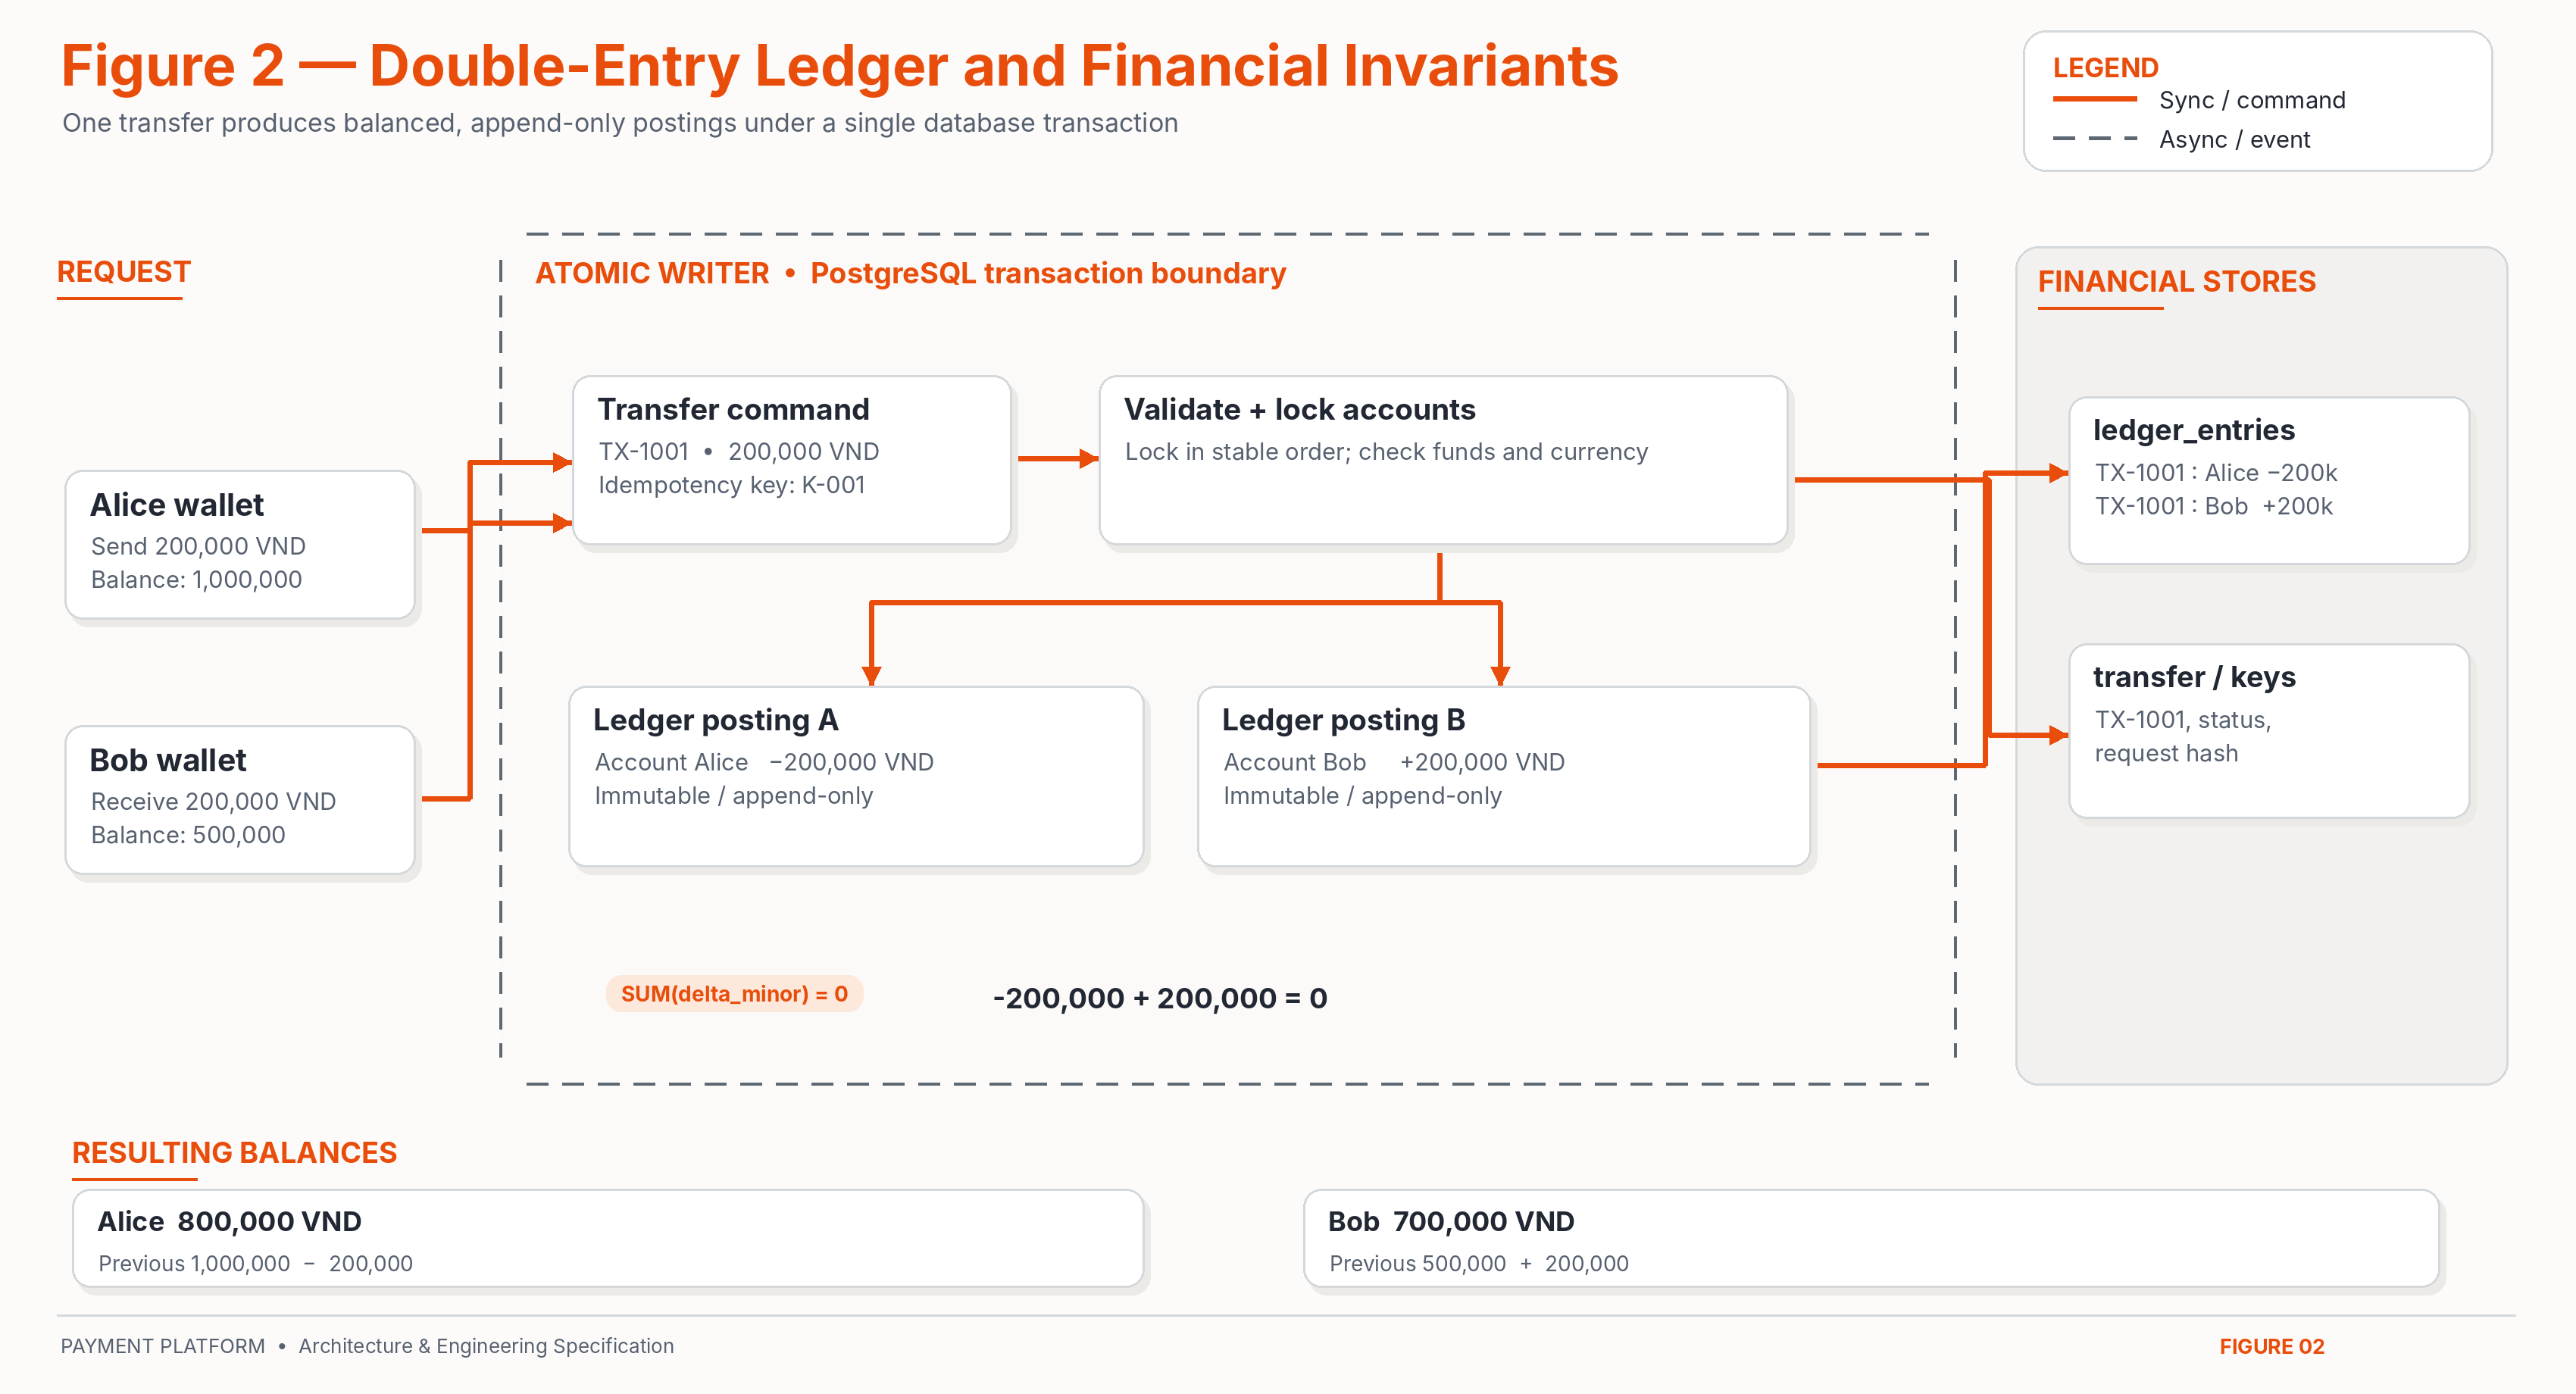 Figure 2 — Double-Entry Ledger and Financial Invariants
One transfer produces balanced, append-only postings under a single database transaction
LEGEND
Sync / command
Async / event
REQUEST
Alice wallet
Send 200,000 VND
Balance: 1,000,000
Bob wallet
Receive 200,000 VND
Balance: 500,000
ATOMIC WRITER • PostgreSQL transaction boundary
Transfer command
TX-1001 • 200,000 VND
Idempotency key: K-001
Validate + lock accounts
Lock in stable order; check funds and currency
Ledger posting A
Account Alice −200,000 VND
Immutable / append-only
Ledger posting B
Account Bob +200,000 VND
Immutable / append-only
SUM(delta_minor) = 0
-200,000 + 200,000 = 0
FINANCIAL STORES
ledger_entries
TX-1001 : Alice −200k
TX-1001 : Bob +200k
transfer / keys
TX-1001, status,
request hash
RESULTING BALANCES
Alice 800,000 VND
Previous 1,000,000 − 200,000
Bob 700,000 VND
Previous 500,000 + 200,000
PAYMENT PLATFORM • Architecture & Engineering Specification
FIGURE 02